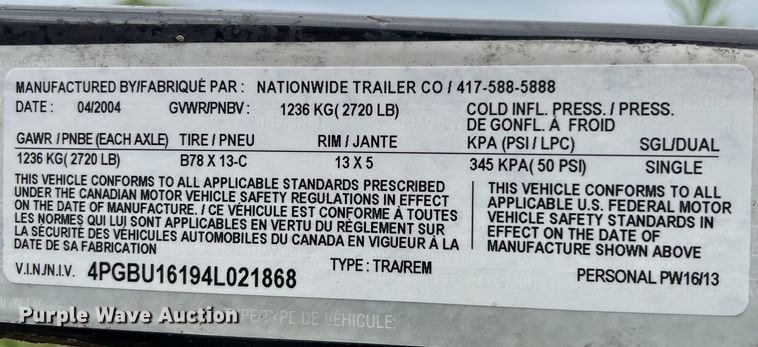 MANUFACTURED BY/FABRIQUÉ PAR : NATIONWIDE TRAILER CO / 417-588-5888
DATE : 04/2004 GVWR/PNBV : 1236 KG( 2720 LB) COLD INFL. PRESS. / PRESS.
DE GONFL. À FROID
GAWR / PNBE (EACH AXLE) TIRE / PNEU RIM / JANTE KPA (PSI / LPC) SGL/DUAL
1236 KG( 2720 LB) B78 X 13-C 13 X 5 345 KPA( 50 PSI) SINGLE
THIS VEHICLE CONFORMS TO ALL APPLICABLE STANDARDS PRESCRIBED
UNDER THE CANADIAN MOTOR VEHICLE SAFETY REGULATIONS IN EFFECT
ON THE DATE OF MANUFACTURE. / CE VÉHICULE EST CONFORME À TOUTES
LES NORMES QUI LUI SONT APPLICABLES EN VERTU DU RÈGLEMENT SUR
LA SÉCURITÉ DES VÉHICULES AUTOMOBILES DU CANADA EN VIGUEUR À LA
DATE DE SA FABRICATION
THIS VEHICLE CONFORMS TO ALL
APPLICABLE U.S. FEDERAL MOTOR
VEHICLE SAFETY STANDARDS IN
EFFECT ON THE DATE OF
MANUFACTURE SHOWN ABOVE
V.I.N./N.I.V. 4PGBU16194L021868 TYPE : TRA/REM PERSONAL PW16/13
Purple Wave Auction
TYPE DE VÉHICULE: